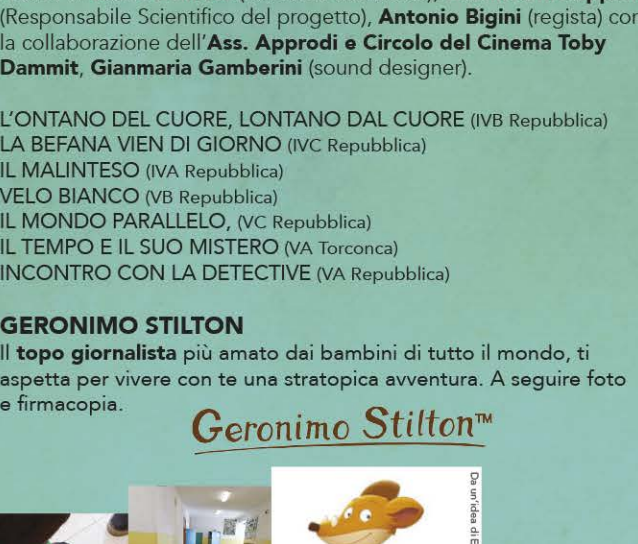 (Responsabile Scientifico del progetto), Antonio Bigini (regista) con
la collaborazione dell'Ass. Approdi e Circolo del Cinema Toby
Dammit, Gianmaria Gamberini (sound designer).
L'ONTANO DEL CUORE, LONTANO DAL CUORE (IVB Repubblica)
LA BEFANA VIEN DI GIORNO (IVC Repubblica)
IL MALINTESO (IVA Repubblica)
VELO BIANCO (VB Repubblica)
IL MONDO PARALLELO, (VC Repubblica)
IL TEMPO E IL SUO MISTERO (VA Torconca)
INCONTRO CON LA DETECTIVE (VA Repubblica)
GERONIMO STILTON
Il topo giornalista più amato dai bambini di tutto il mondo, ti
aspetta per vivere con te una stratopica avventura. A seguire foto
e firmacopia.
Geronimo Stilton™
Da un'idea di